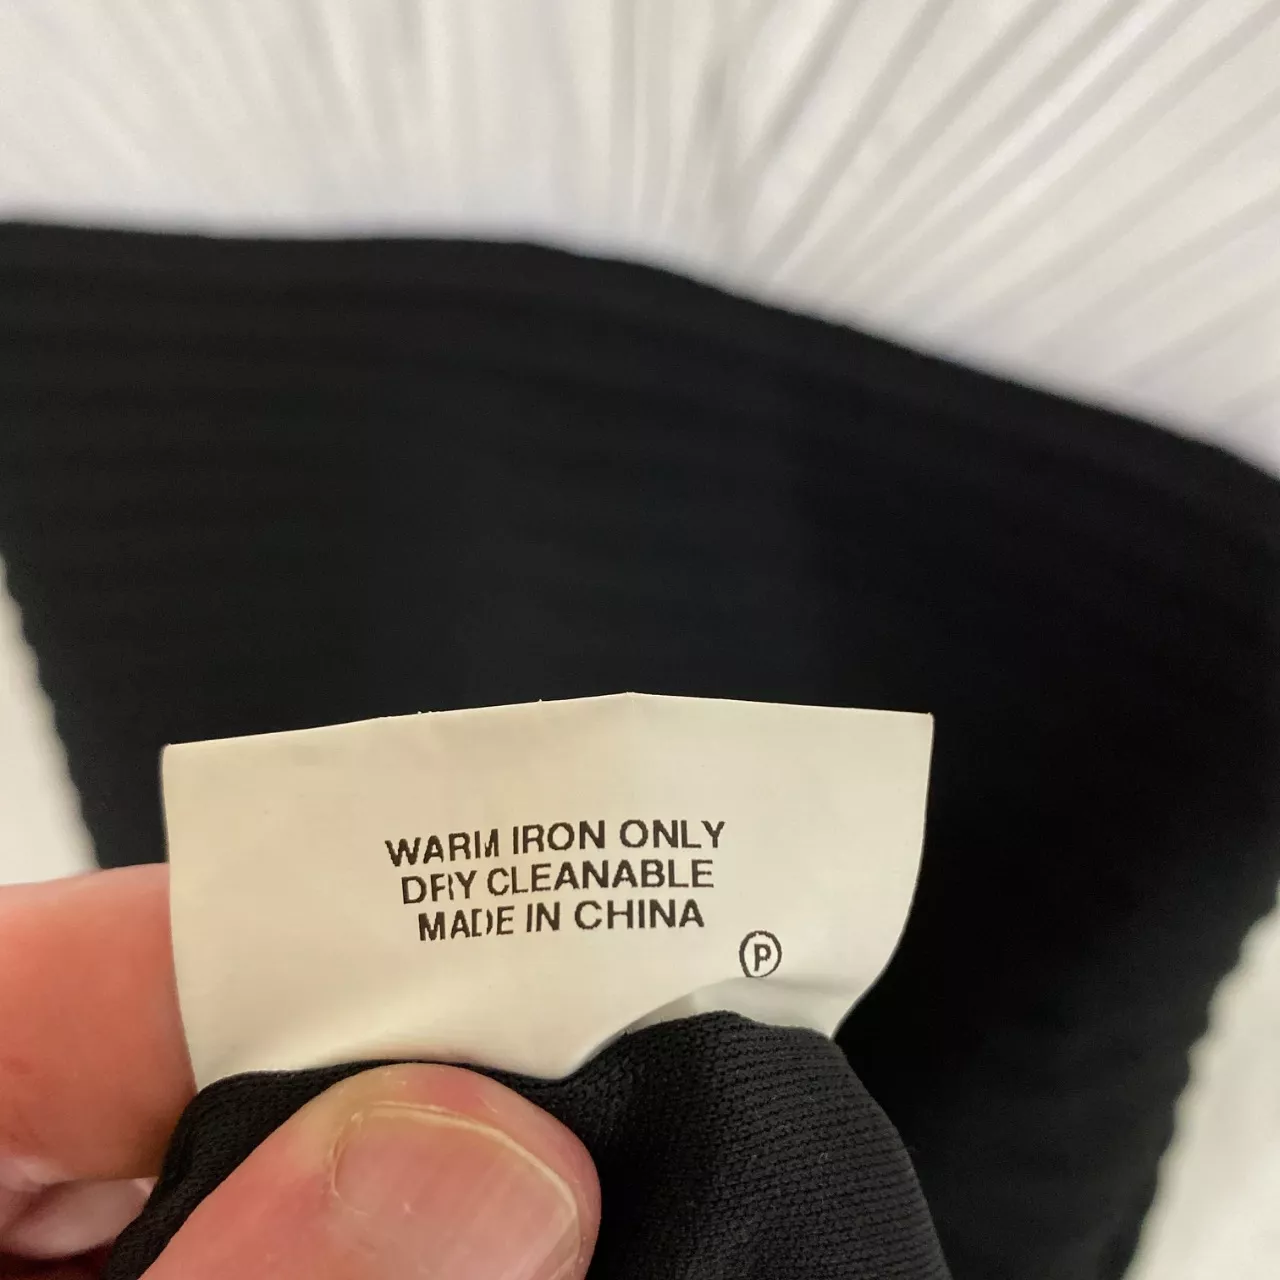 WARM IRON ONLY
DRY CLEANABLE
MADE IN CHINA
P